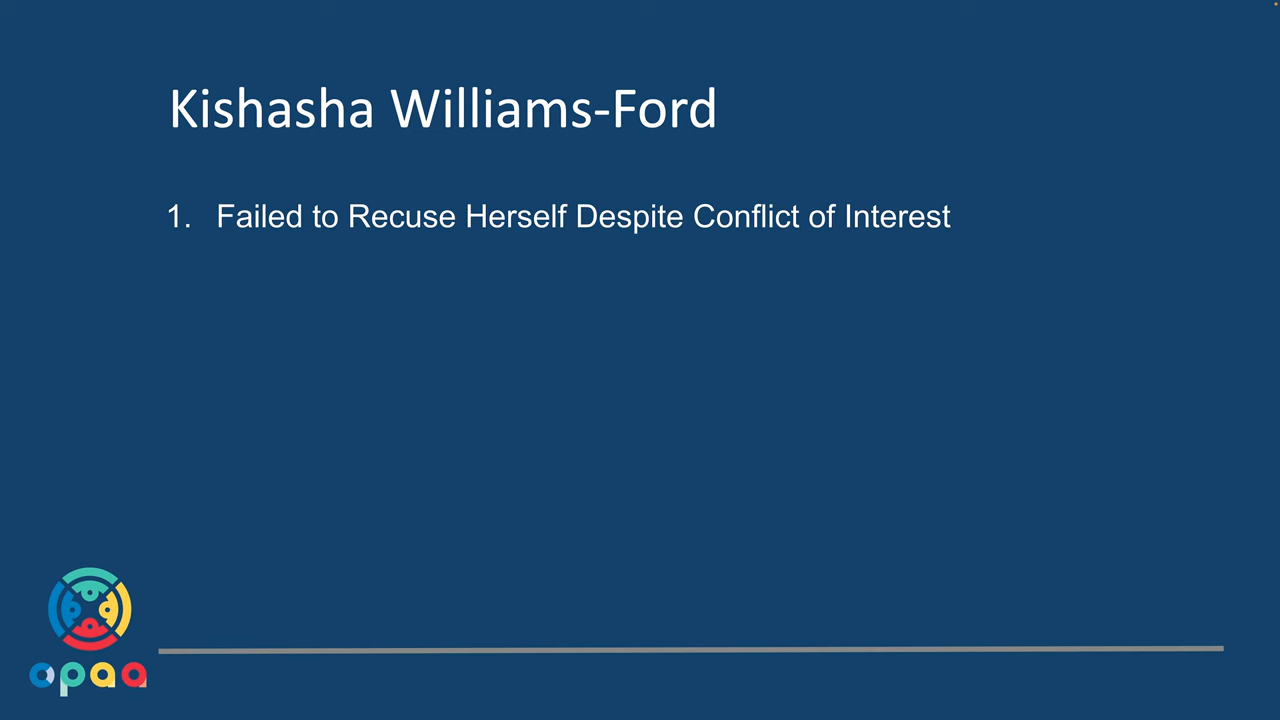 Kishasha Williams-Ford
1. Failed to Recuse Herself Despite Conflict of Interest
opaa